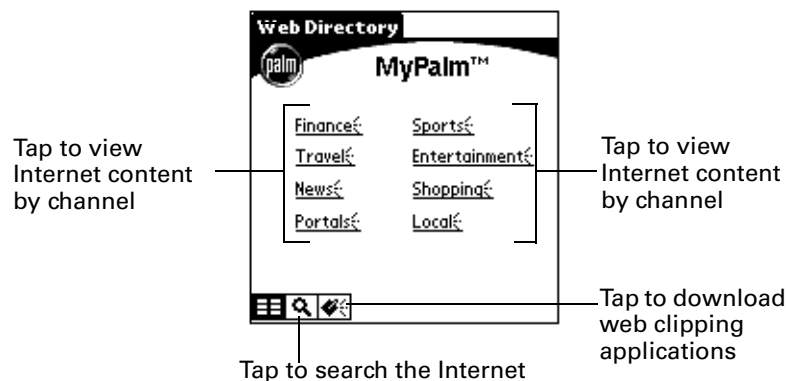 Web Directory
palm
MyPalm™
Finance Sports
Travel Entertainment
News Shopping
Portals Local
Tap to view
Internet content
by channel
Tap to view
Internet content
by channel
Tap to download
web clipping
applications
Tap to search the Internet